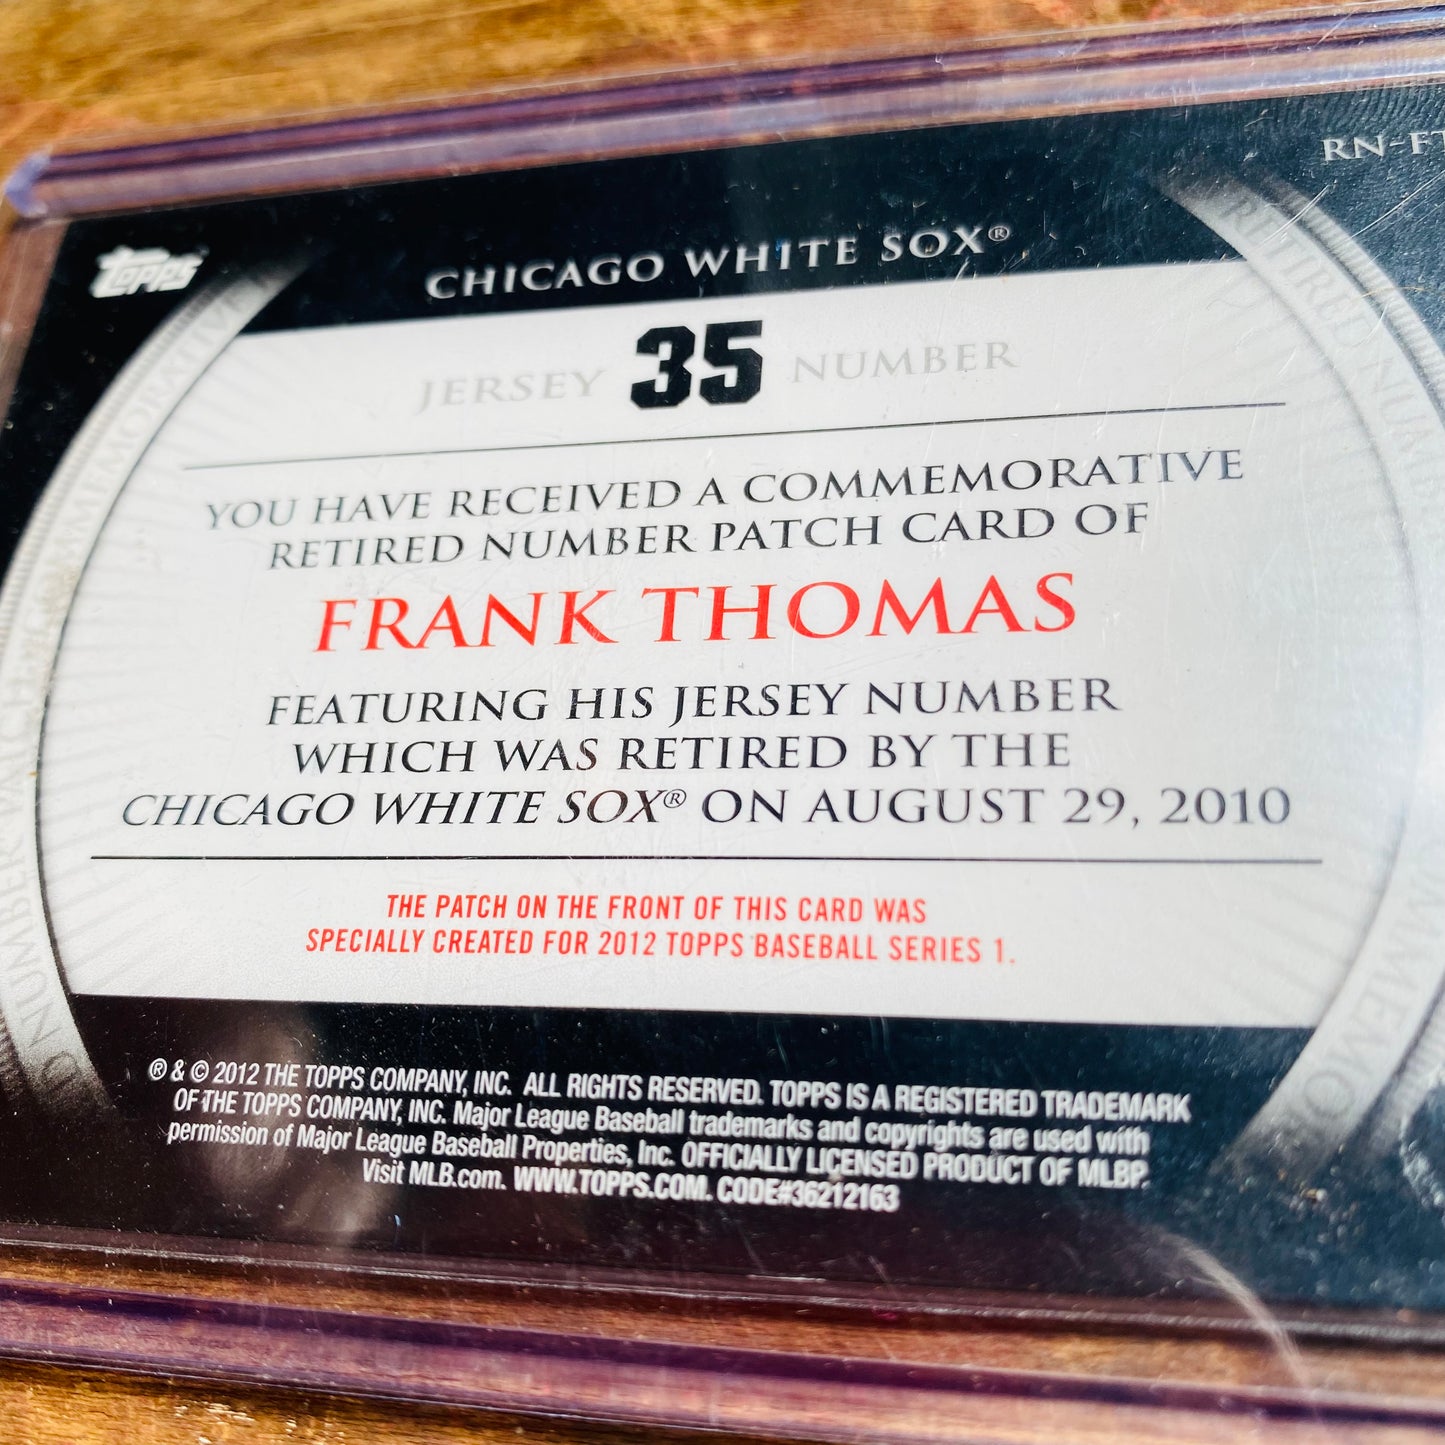 RN-FT
Topps
CHICAGO WHITE SOX®
JERSEY 35 NUMBER
YOU HAVE RECEIVED A COMMEMORATIVE
RETIRED NUMBER PATCH CARD OF
FRANK THOMAS
FEATURING HIS JERSEY NUMBER
WHICH WAS RETIRED BY THE
CHICAGO WHITE SOX® ON AUGUST 29, 2010
THE PATCH ON THE FRONT OF THIS CARD WAS
SPECIALLY CREATED FOR 2012 TOPPS BASEBALL SERIES 1.
® & © 2012 THE TOPPS COMPANY, INC. ALL RIGHTS RESERVED. TOPPS IS A REGISTERED TRADEMARK
OF THE TOPPS COMPANY, INC. Major League Baseball trademarks and copyrights are used with
permission of Major League Baseball Properties, Inc. OFFICIALLY LICENSED PRODUCT OF MLBP.
Visit MLB.com. WWW.TOPPS.COM. CODE#36212163
COMMEMORATIVE
RETIRED NUMBER